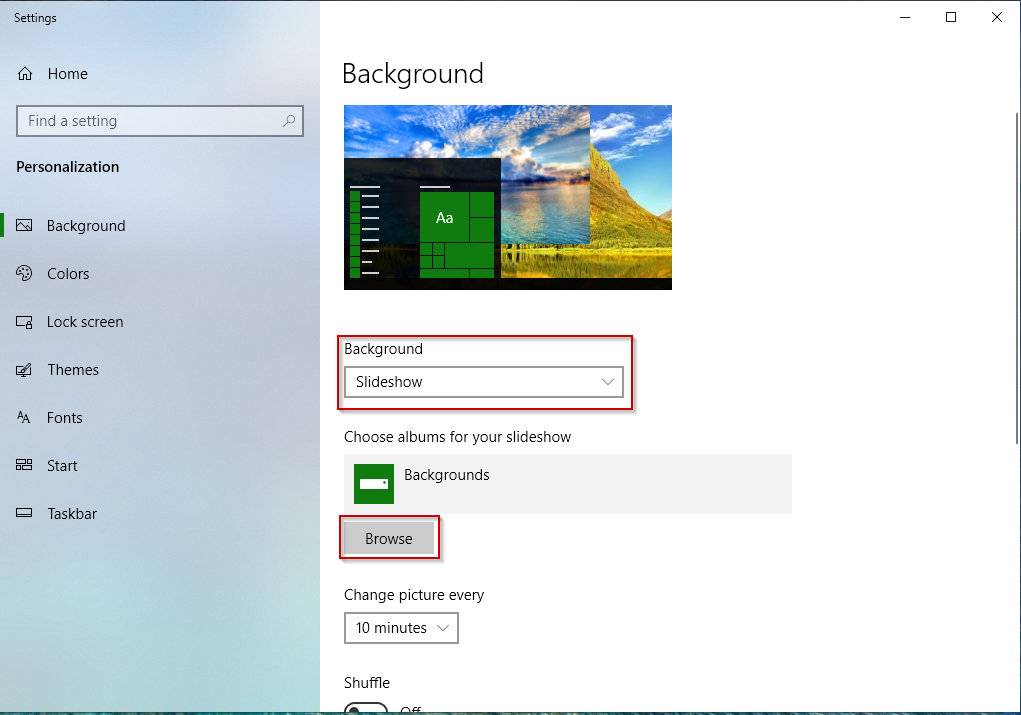 Settings
Home
Find a setting
Personalization
Background
Colors
Lock screen
Themes
Fonts
Start
Taskbar
Background
Aa
Background
Slideshow
Choose albums for your slideshow
Backgrounds
Browse
Change picture every
10 minutes
Shuffle
Off